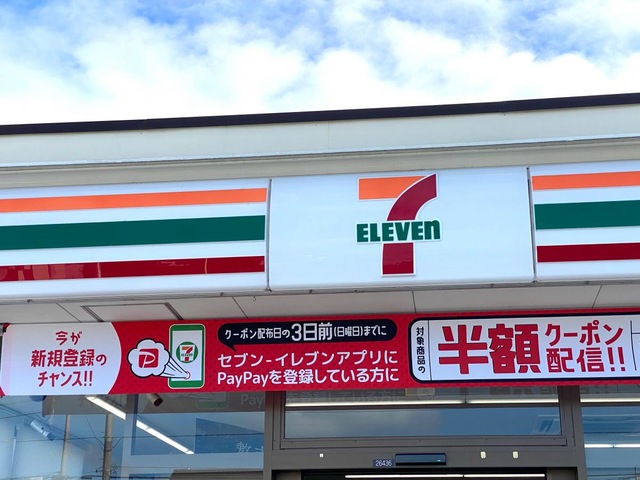 7
ELEVEn
今が
新規登録の
チャンス!!
クーポン配布日の3日前(日曜日)までに
セブン-イレブンアプリに
PayPayを登録している方に
対象商品の
半額
クーポン
配信!!
26436